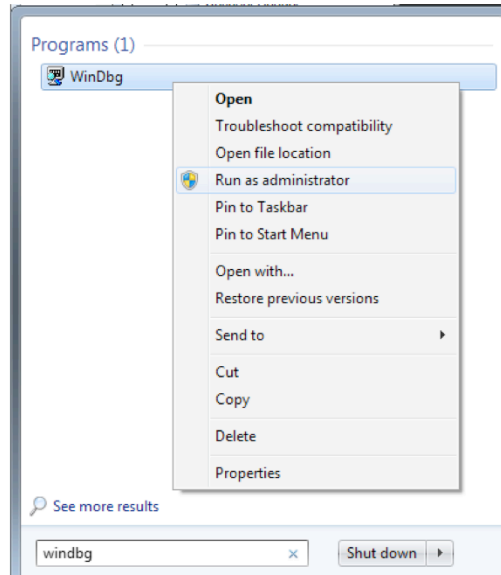 Programs (1)
WinDbg
Open
Troubleshoot compatibility
Open file location
Run as administrator
Pin to Taskbar
Pin to Start Menu
Open with...
Restore previous versions
Send to
Cut
Copy
Delete
Properties
See more results
windbg
Shut down